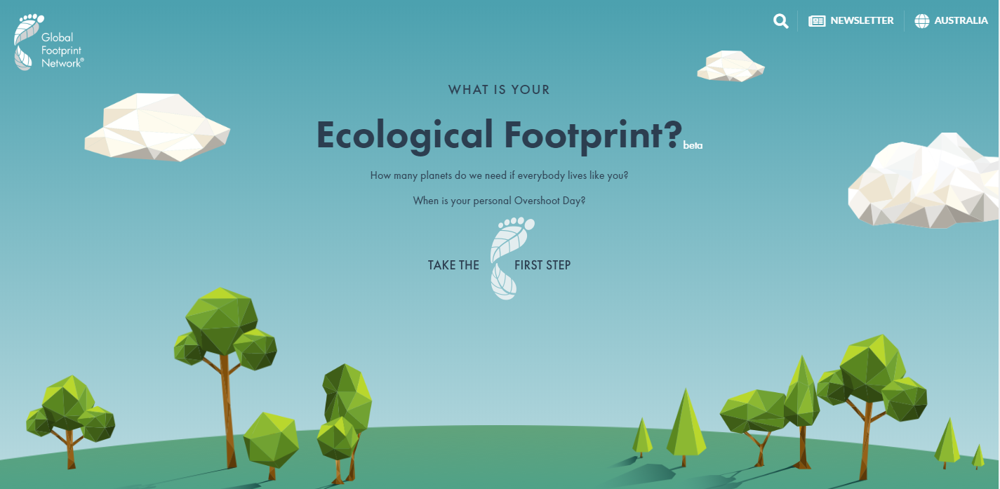 Global
Footprint
Network®
NEWSLETTER
AUSTRALIA
WHAT IS YOUR
Ecological Footprint? beta
How many planets do we need if everybody lives like you?
When is your personal Overshoot Day?
TAKE THE FIRST STEP